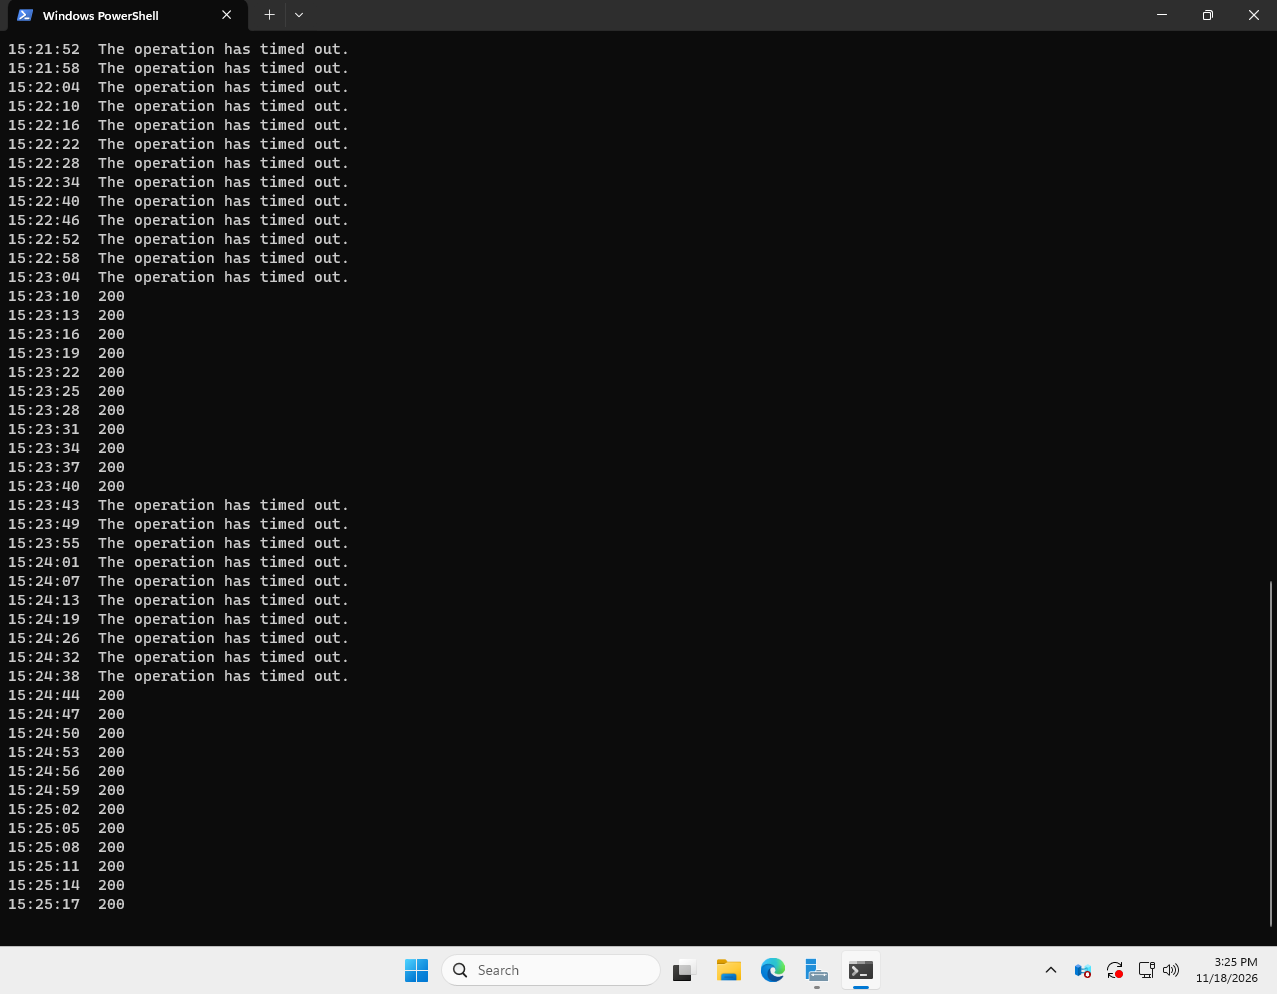 Windows PowerShell
15:21:52  The operation has timed out.
15:21:58  The operation has timed out.
15:22:04  The operation has timed out.
15:22:10  The operation has timed out.
15:22:16  The operation has timed out.
15:22:22  The operation has timed out.
15:22:28  The operation has timed out.
15:22:34  The operation has timed out.
15:22:40  The operation has timed out.
15:22:46  The operation has timed out.
15:22:52  The operation has timed out.
15:22:58  The operation has timed out.
15:23:04  The operation has timed out.
15:23:10  200
15:23:13  200
15:23:16  200
15:23:19  200
15:23:22  200
15:23:25  200
15:23:28  200
15:23:31  200
15:23:34  200
15:23:37  200
15:23:40  200
15:23:43  The operation has timed out.
15:23:49  The operation has timed out.
15:23:55  The operation has timed out.
15:24:01  The operation has timed out.
15:24:07  The operation has timed out.
15:24:13  The operation has timed out.
15:24:19  The operation has timed out.
15:24:26  The operation has timed out.
15:24:32  The operation has timed out.
15:24:38  The operation has timed out.
15:24:44  200
15:24:47  200
15:24:50  200
15:24:53  200
15:24:56  200
15:24:59  200
15:25:02  200
15:25:05  200
15:25:08  200
15:25:11  200
15:25:14  200
15:25:17  200
Search
3:25 PM
11/18/2026